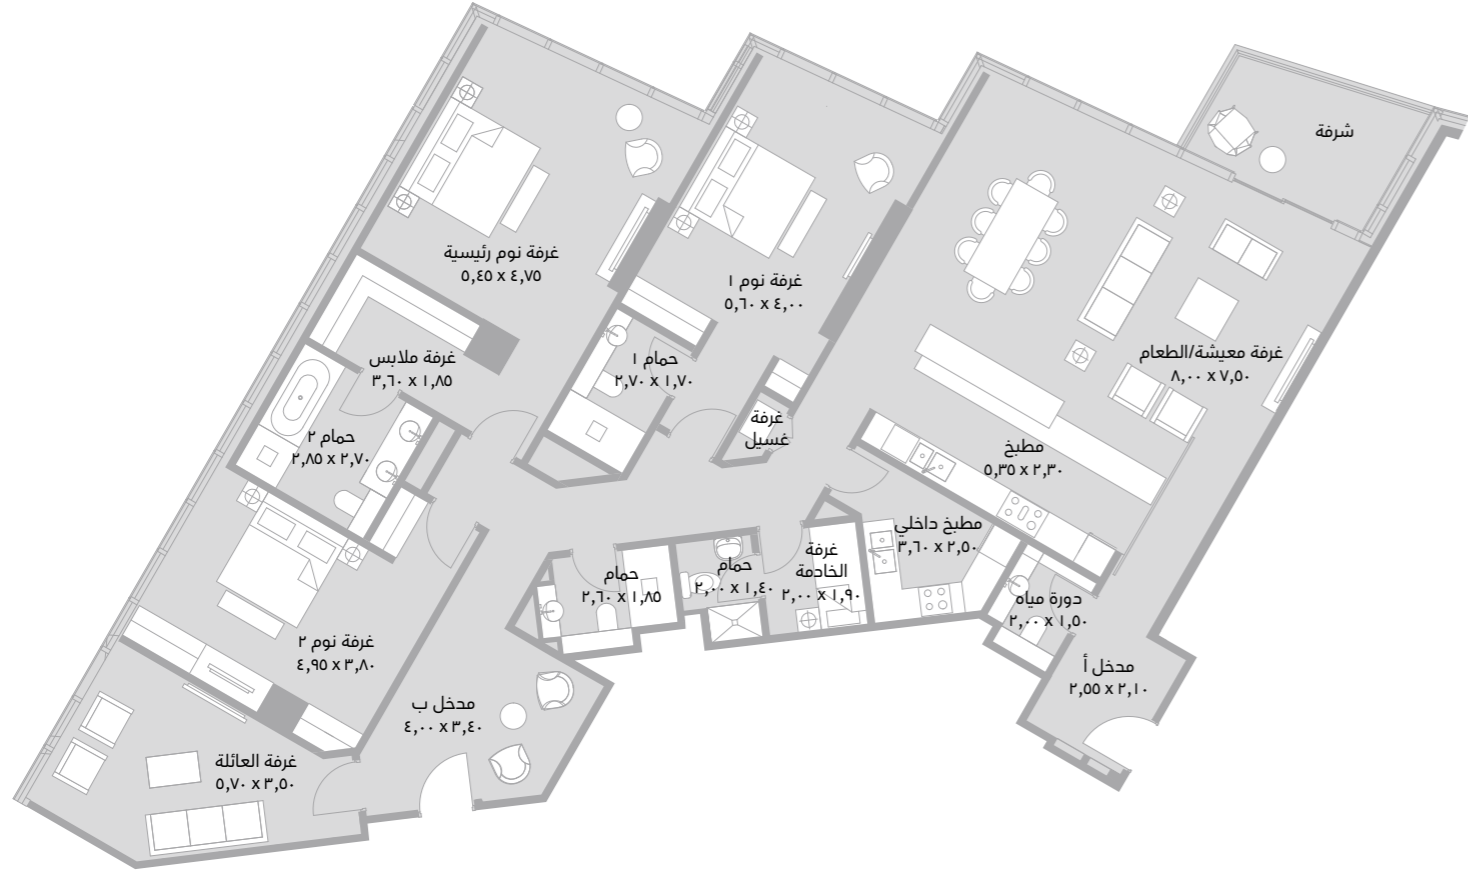 شرفة
غرفة نوم رئيسية
٥,٤٥ x ٤,٧٥
غرفة نوم ١
٥,٦٠ x ٤,٠٠
غرفة معيشة/الطعام
٨,٠٠ x ٧,٥٠
غرفة ملابس
٣,٦٠ x ١,٨٥
حمام ١
٢,٧٠ x ١,٧٠
غرفة
غسيل
حمام ٢
٢,٨٥ x ٢,٧٠
مطبخ
٥,٣٥ x ٢,٣٠
مطبخ داخلي
٣,٦٠ x ٢,٥٠
غرفة
الخادمة
٢,٠٠ x ١,٩٠
حمام
٢,٠٠ x ١,٤٠
حمام
٢,٦٠ x ١,٨٥
دورة مياه
٢,٠٠ x ١,٥٠
غرفة نوم ٢
٤,٩٥ x ٣,٨٠
مدخل أ
٢,٥٥ x ٢,١٠
مدخل ب
٤,٠٠ x ٣,٤٠
غرفة العائلة
٥,٧٠ x ٣,٥٠